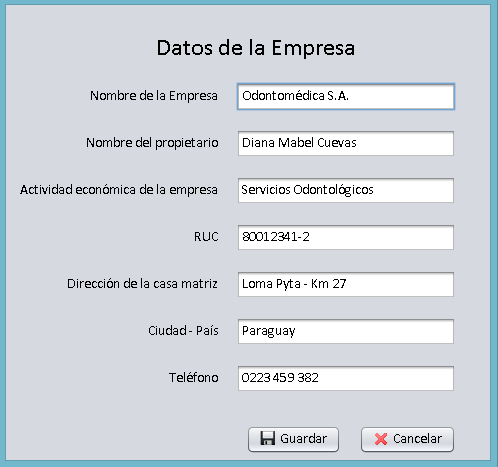 Datos de la Empresa
Nombre de la Empresa Odontomédica S.A.
Nombre del propietario Diana Mabel Cuevas
Actividad económica de la empresa Servicios Odontológicos
RUC 80012341-2
Dirección de la casa matriz Loma Pyta - Km 27
Ciudad - País Paraguay
Teléfono 0223 459 382
Guardar Cancelar